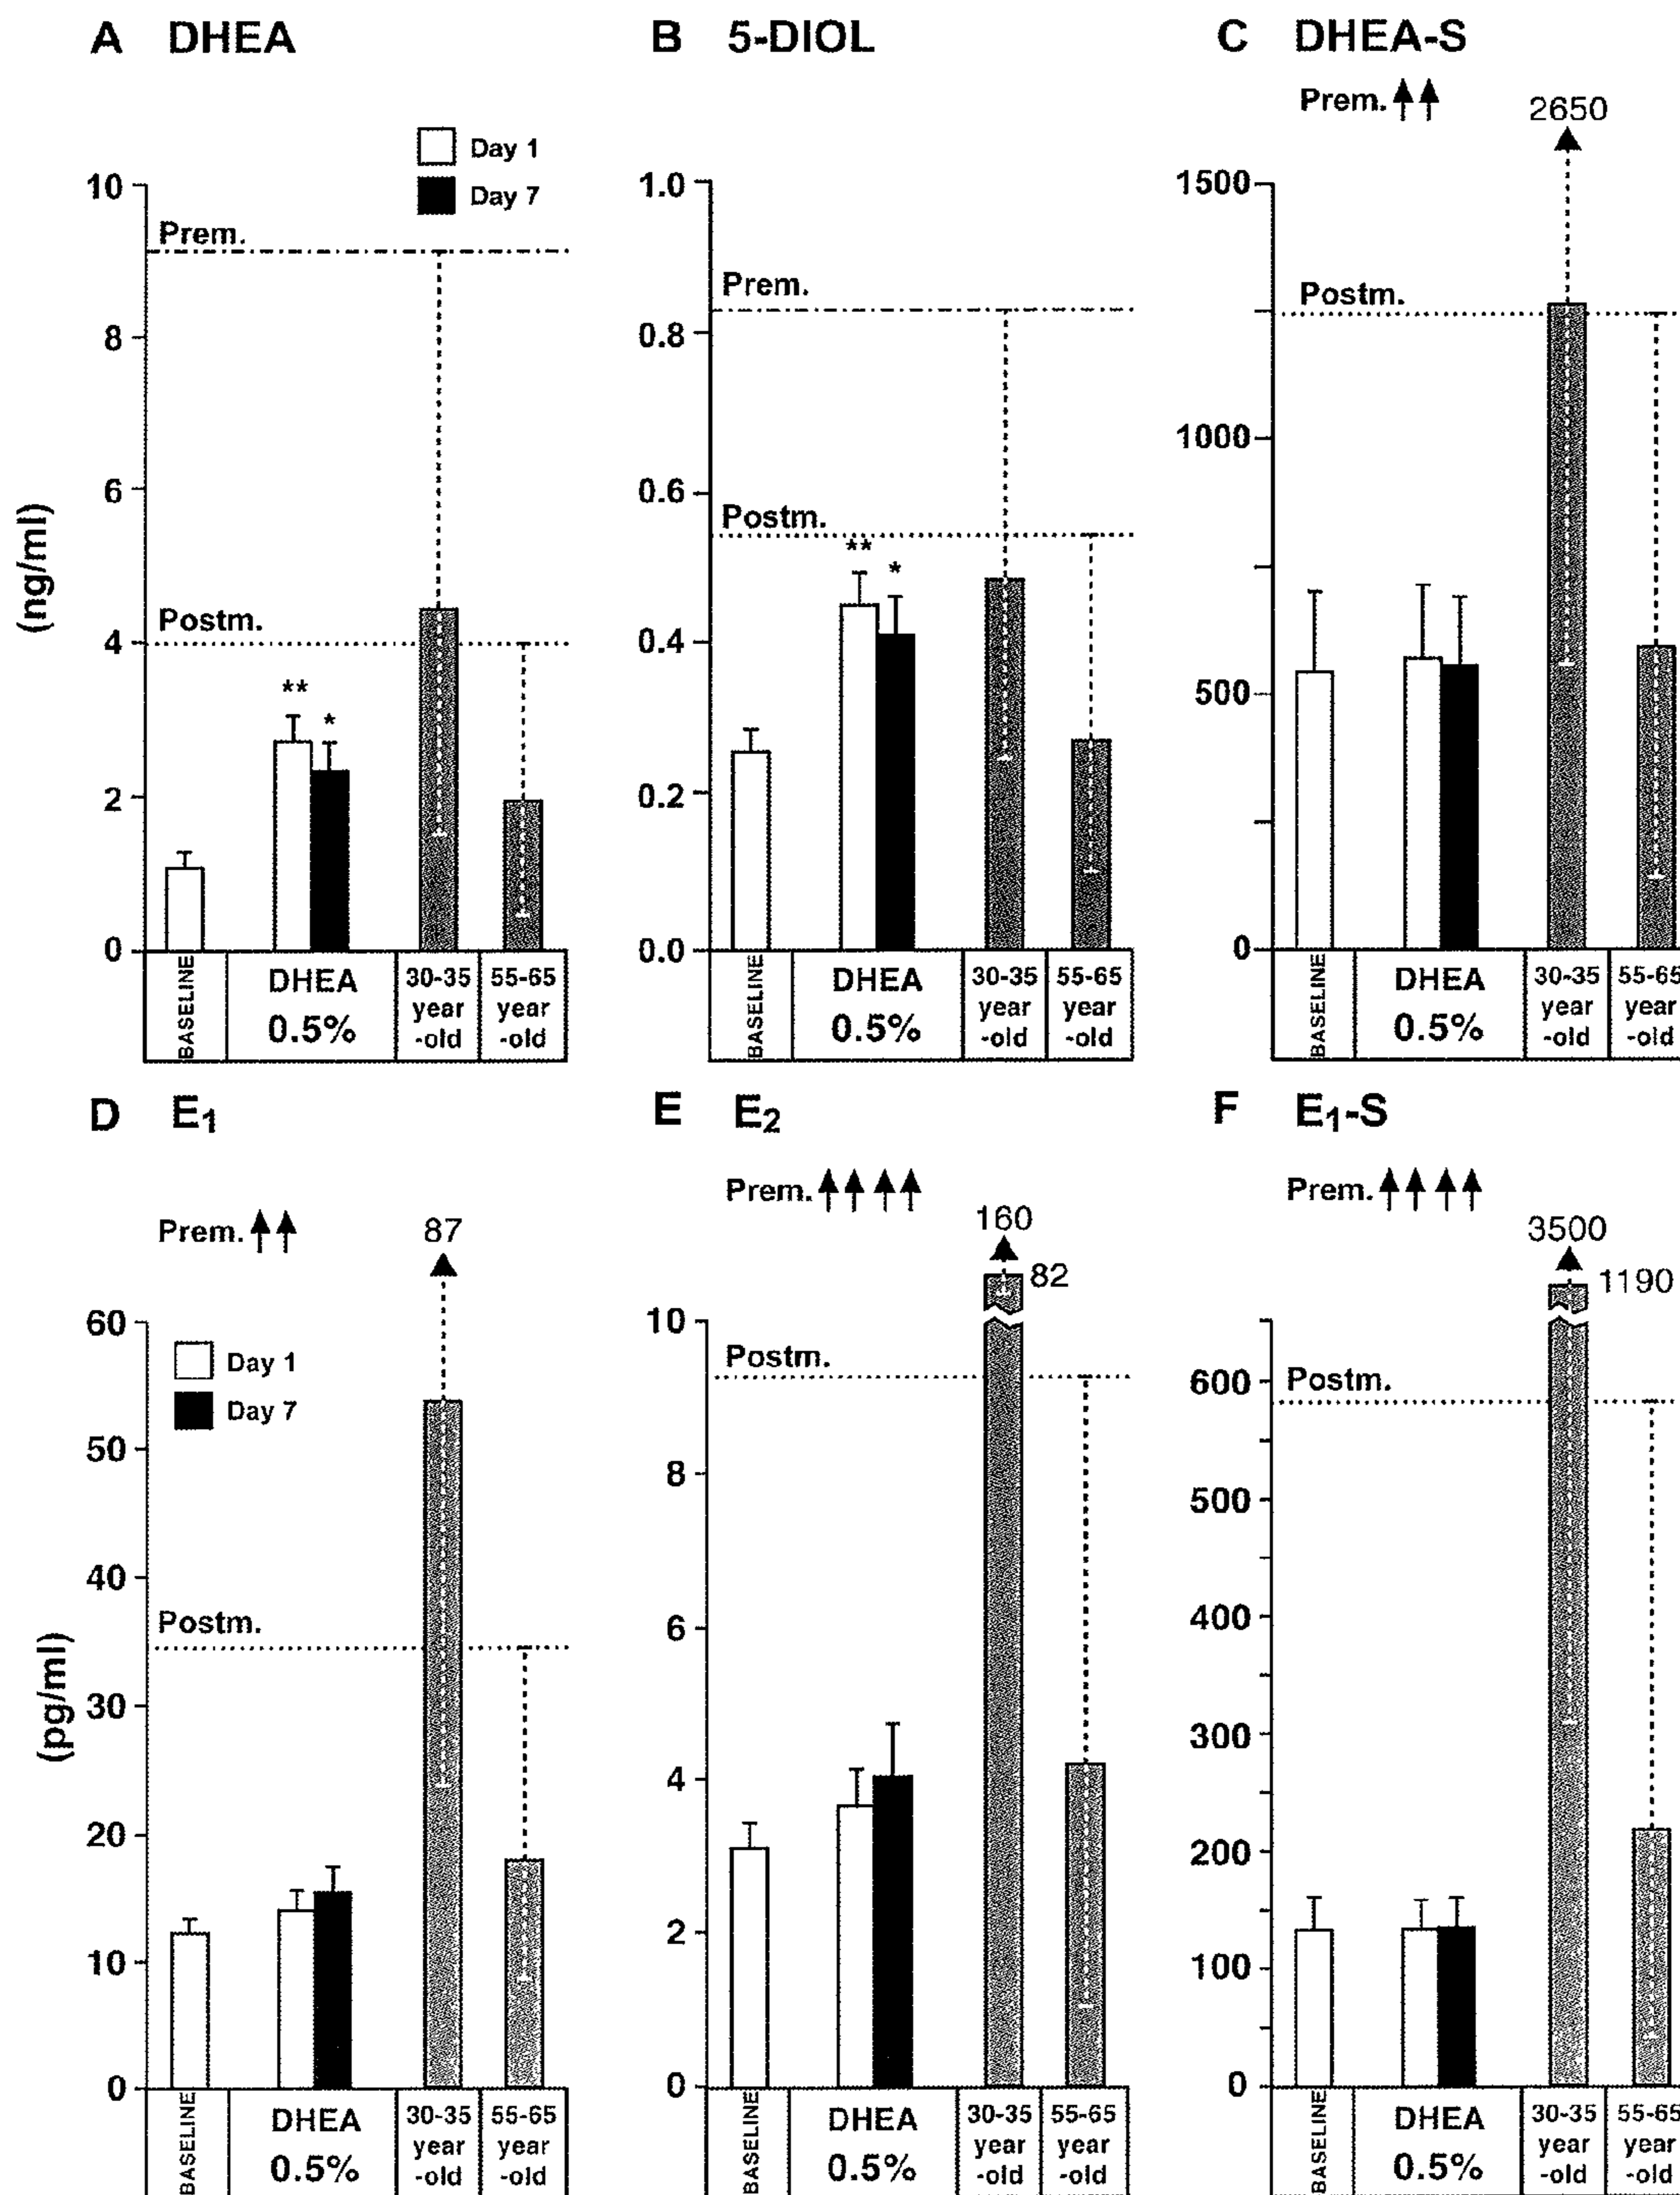 A DHEA
Day 1
Day 7
(ng/ml)
10
8
6
4
2
0
Prem.
Postm.
**
*
BASELINE
DHEA
0.5%
30-35
year
-old
55-65
year
-old
B 5-DIOL
1.0
0.8
0.6
0.4
0.2
0.0
Prem.
Postm.
**
*
BASELINE
DHEA
0.5%
30-35
year
-old
55-65
year
-old
C DHEA-S
Prem.
2650
1500
1000
500
0
Postm.
BASELINE
DHEA
0.5%
30-35
year
-old
55-65
year
-old
D E1
Prem.
87
Day 1
Day 7
(pg/ml)
60
50
40
30
20
10
0
Postm.
BASELINE
DHEA
0.5%
30-35
year
-old
55-65
year
-old
E E2
Prem.
160
82
10
8
6
4
2
0
Postm.
BASELINE
DHEA
0.5%
30-35
year
-old
55-65
year
-old
F E1-S
Prem.
3500
1190
600
500
400
300
200
100
0
Postm.
BASELINE
DHEA
0.5%
30-35
year
-old
55-65
year
-old